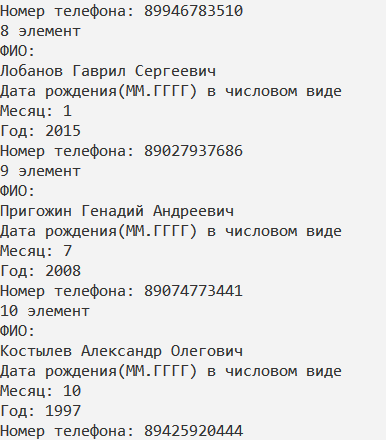 Номер телефона: 89946783510
8 элемент
ФИО:
Лобанов Гаврил Сергеевич
Дата рождения(ММ.ГГГГ) в числовом виде
Месяц: 1
Год: 2015
Номер телефона: 89027937686
9 элемент
ФИО:
Пригожин Генадий Андреевич
Дата рождения(ММ.ГГГГ) в числовом виде
Месяц: 7
Год: 2008
Номер телефона: 89074773441
10 элемент
ФИО:
Костылев Александр Олегович
Дата рождения(ММ.ГГГГ) в числовом виде
Месяц: 10
Год: 1997
Номер телефона: 89425920444